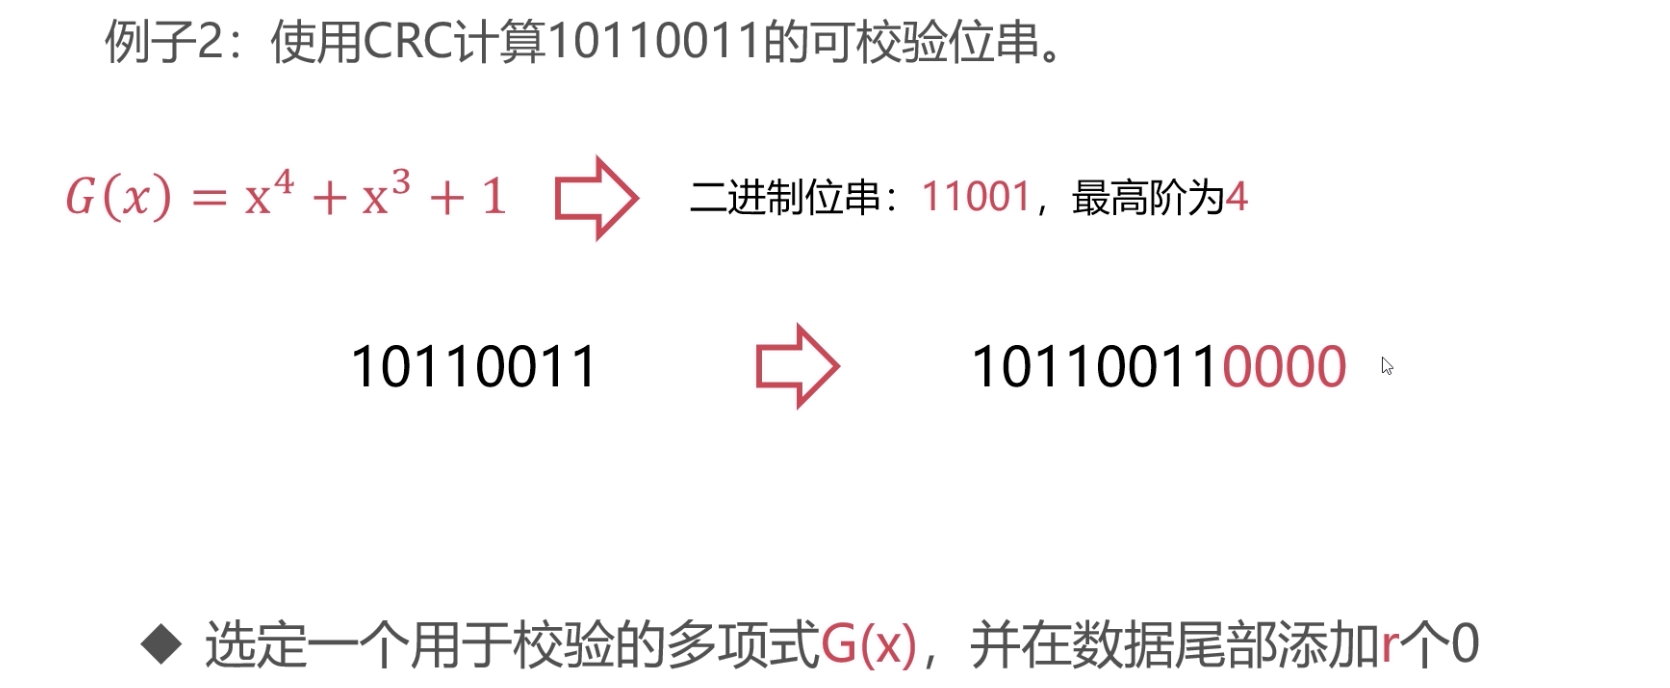 例子2：使用CRC计算10110011的可校验位串。
G(x) = x⁴ + x³ + 1 二进制位串：11001，最高阶为4
10110011 101100110000
◆ 选定一个用于校验的多项式G(x)，并在数据尾部添加r个0